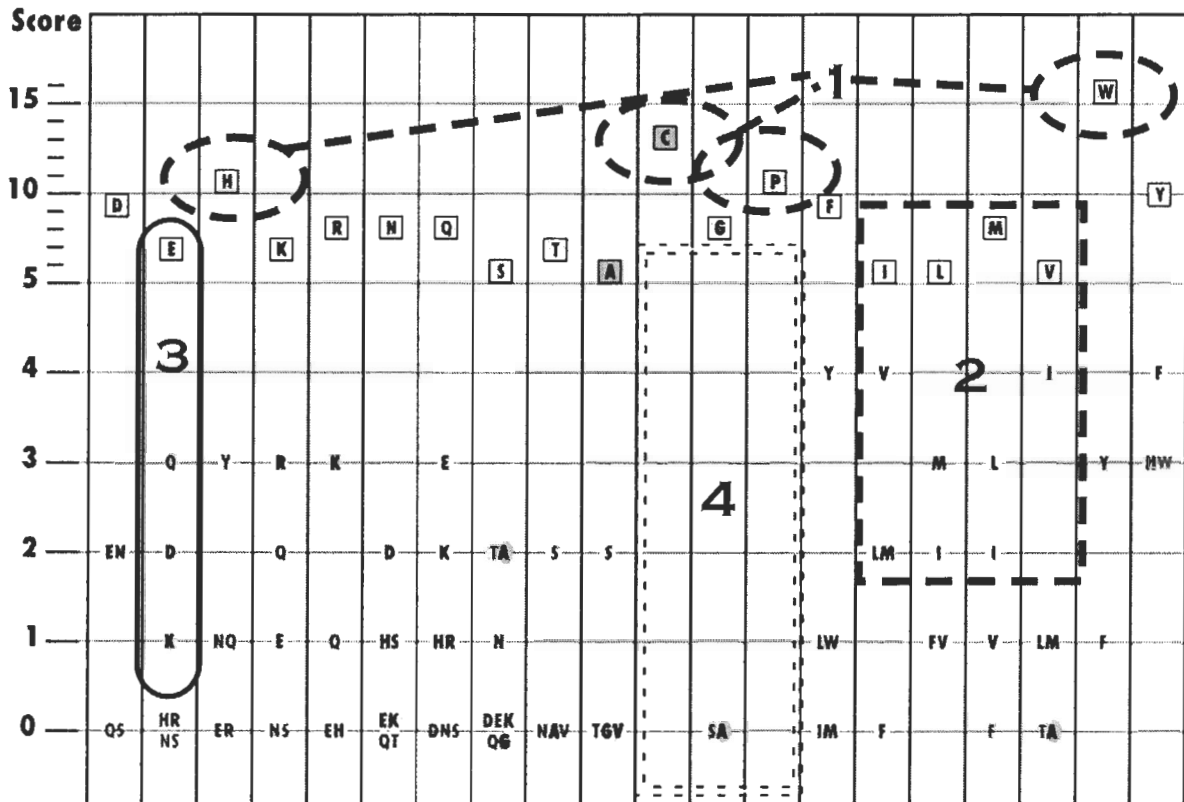 Score
1
15
W
C
H
P
10
Y
D
F
R
N
Q
G
M
E
K
T
S
A
I
L
V
5
3
4
Y
V
2
I
F
3
Q
Y
R
K
E
M
L
Y
HW
4
2
EN
D
Q
D
K
TA
S
S
LM
I
I
1
K
NQ
E
Q
HS
HR
N
LW
FV
V
LM
F
0
QS
HR
NS
ER
NS
EH
EK
QT
DNS
DEK
QG
NAV
TGV
SA
IM
F
F
TA